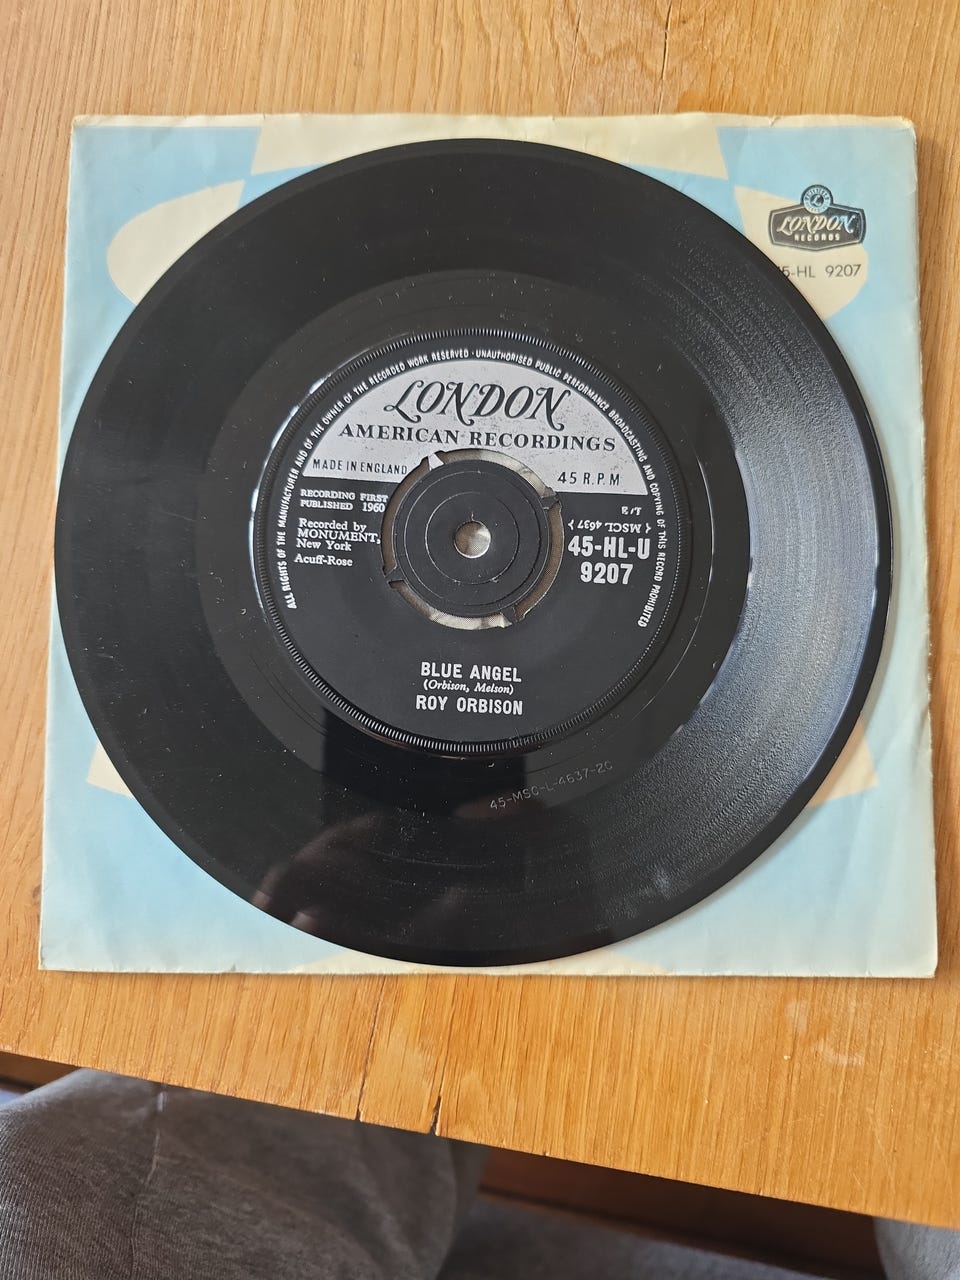 LONDON
RECORDS
5-HL 9207
ALL RIGHTS OF THE MANUFACTURER AND OF THE OWNER OF THE RECORDED WORK RESERVED · UNAUTHORISED PUBLIC PERFORMANCE BROADCASTING AND COPYING OF THIS RECORD PROHIBITED
LONDON
AMERICAN RECORDINGS
MADE IN ENGLAND
45 R.P.M
RECORDING FIRST
PUBLISHED 1960
Recorded by
MONUMENT,
New York
Acuff-Rose
(MSCL 4637)
45-HL-U
9207
BLUE ANGEL
(Orbison, Melson)
ROY ORBISON
45-MSC-L-4637-2C